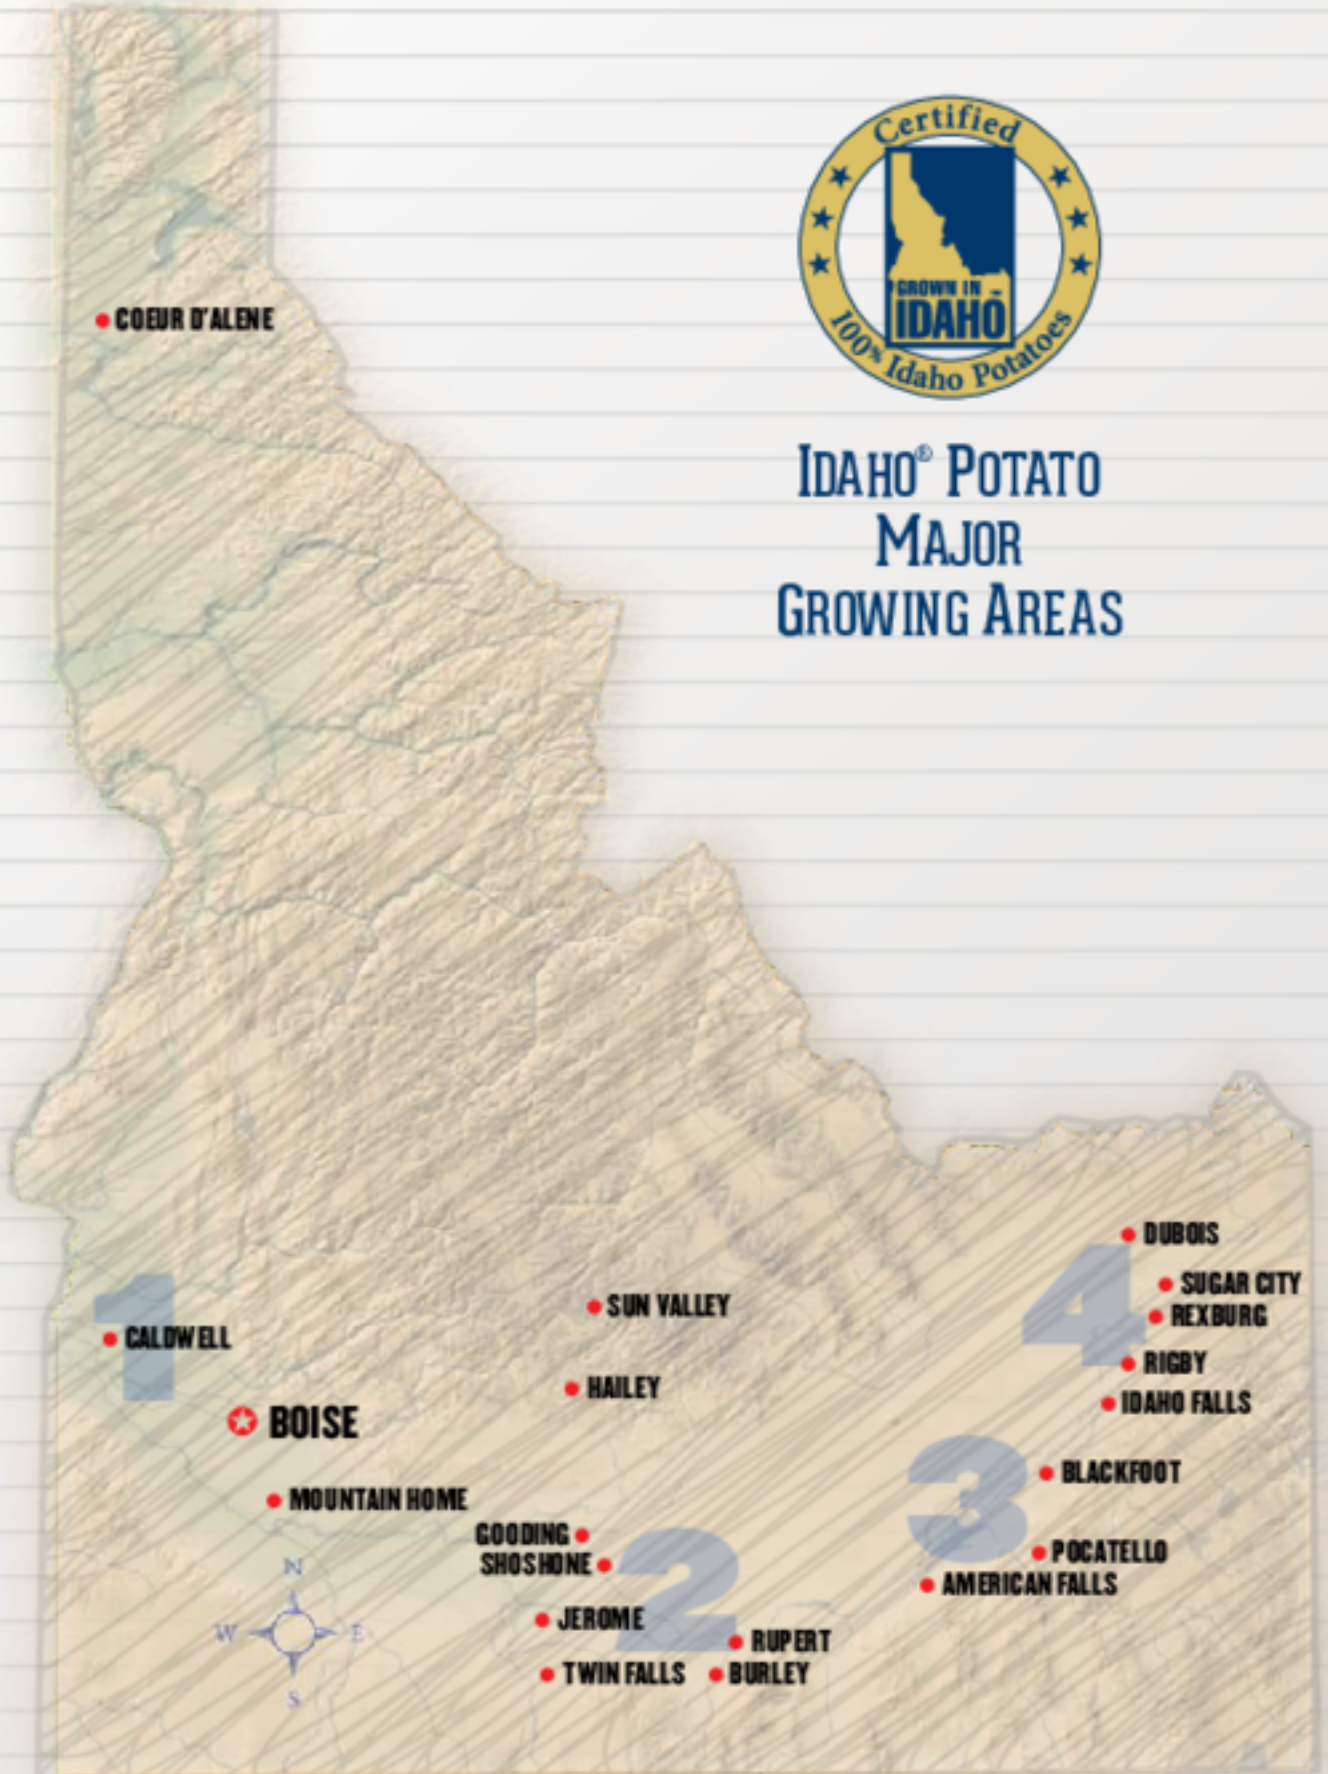 Certified
GROWN IN
IDAHO
100% Idaho Potatoes
COEUR D'ALENE
IDAHO® POTATO
MAJOR
GROWING AREAS
DUBOIS
4
SUGAR CITY
REXBURG
RIGBY
IDAHO FALLS
SUN VALLEY
1
CALDWELL
HAILEY
BOISE
3
BLACKFOOT
MOUNTAIN HOME
GOODING
SHOSHONE
2
POCATELLO
AMERICAN FALLS
JEROME
RUPERT
TWIN FALLS
BURLEY
N
W
E
S